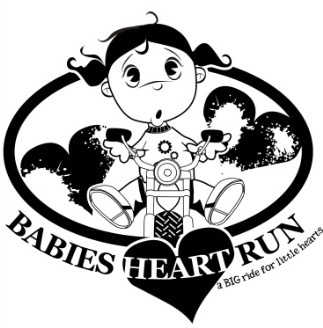 BABIES HEART RUN
a BIG ride for little hearts